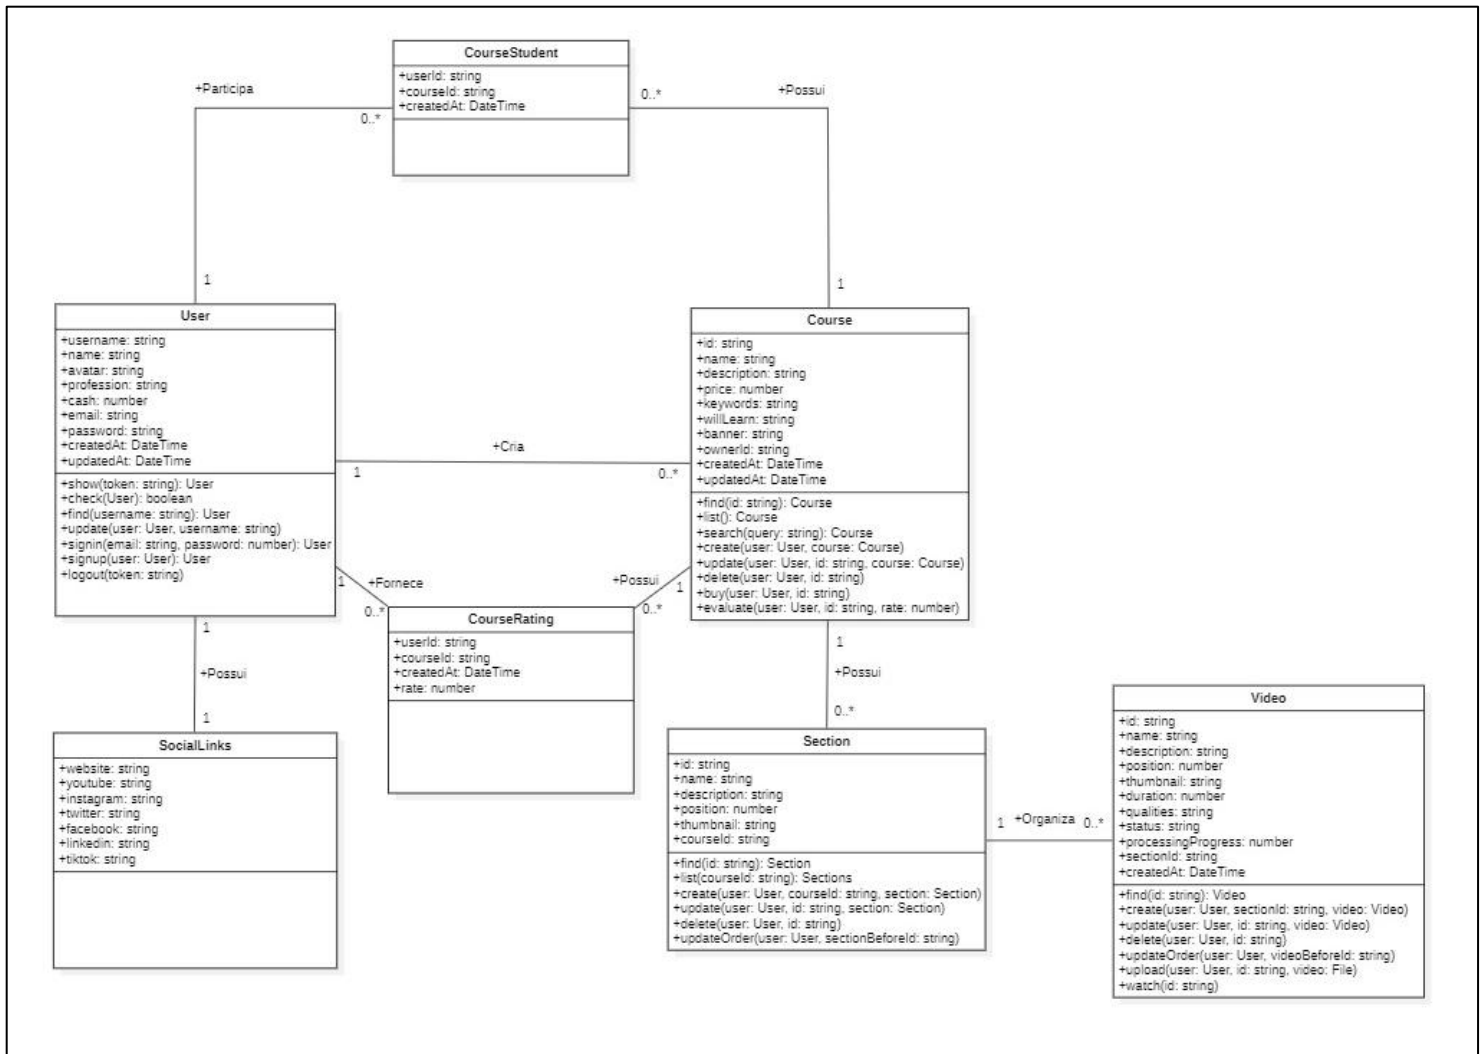 CourseStudent
+userId: string
+courseId: string
+createdAt: DateTime
+Participa
0..*
1
0..*
+Possui
1
User
+username: string
+name: string
+avatar: string
+profession: string
+cash: number
+email: string
+password: string
+createdAt: DateTime
+updatedAt: DateTime
+show(token: string): User
+check(User): boolean
+find(username: string): User
+update(user: User, username: string)
+signin(email: string, password: number): User
+signup(user: User): User
+logout(token: string)
+Cria
1
0..*
Course
+id: string
+name: string
+description: string
+price: number
+keywords: string
+willLearn: string
+banner: string
+ownerId: string
+createdAt: DateTime
+updatedAt: DateTime
+find(id: string): Course
+list(): Course
+search(query: string): Course
+create(user: User, course: Course)
+update(user: User, id: string, course: Course)
+delete(user: User, id: string)
+buy(user: User, id: string)
+evaluate(user: User, id: string, rate: number)
1
+Fornece
0..*
+Possui
1
0..*
CourseRating
+userId: string
+courseId: string
+createdAt: DateTime
+rate: number
1
+Possui
1
SocialLinks
+website: string
+youtube: string
+instagram: string
+twitter: string
+facebook: string
+linkedin: string
+tiktok: string
1
+Possui
0..*
Section
+id: string
+name: string
+description: string
+position: number
+thumbnail: string
+courseId: string
+find(id: string): Section
+list(courseId: string): Sections
+create(user: User, courseId: string, section: Section)
+update(user: User, id: string, section: Section)
+delete(user: User, id: string)
+updateOrder(user: User, sectionBeforeId: string)
1
+Organiza
0..*
Video
+id: string
+name: string
+description: string
+position: number
+thumbnail: string
+duration: number
+qualities: string
+status: string
+processingProgress: number
+sectionId: string
+createdAt: DateTime
+find(id: string): Video
+create(user: User, sectionId: string, video: Video)
+update(user: User, id: string, video: Video)
+delete(user: User, id: string)
+updateOrder(user: User, videoBeforeId: string)
+upload(user: User, id: string, video: File)
+watch(id: string)